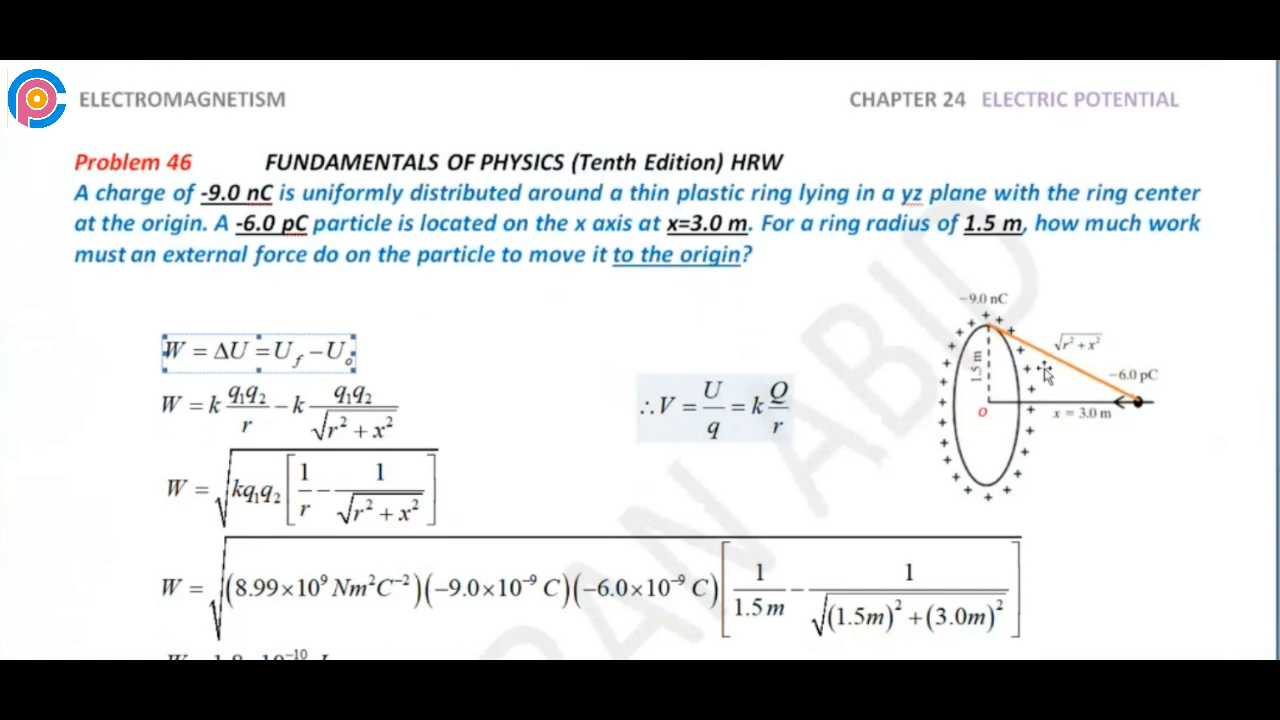 ELECTROMAGNETISM
CHAPTER 24 ELECTRIC POTENTIAL
Problem 46 FUNDAMENTALS OF PHYSICS (Tenth Edition) HRW
A charge of -9.0 nC is uniformly distributed around a thin plastic ring lying in a yz plane with the ring center
at the origin. A -6.0 pC particle is located on the x axis at x=3.0 m. For a ring radius of 1.5 m, how much work
must an external force do on the particle to move it to the origin?
W = ΔU = U_f − U_o
W = k q₁q₂/r − k q₁q₂/√(r² + x²)
∴ V = U/q = k Q/r
W = √(kq₁q₂ [1/r − 1/√(r² + x²)])
W = √((8.99×10⁹ Nm²C⁻²)(−9.0×10⁻⁹ C)(−6.0×10⁻⁹ C) [1/1.5m − 1/√((1.5m)² + (3.0m)²)])
−9.0 nC
√(r² + x²)
1.5 m
−6.0 pC
o
x = 3.0 m
AN ABID